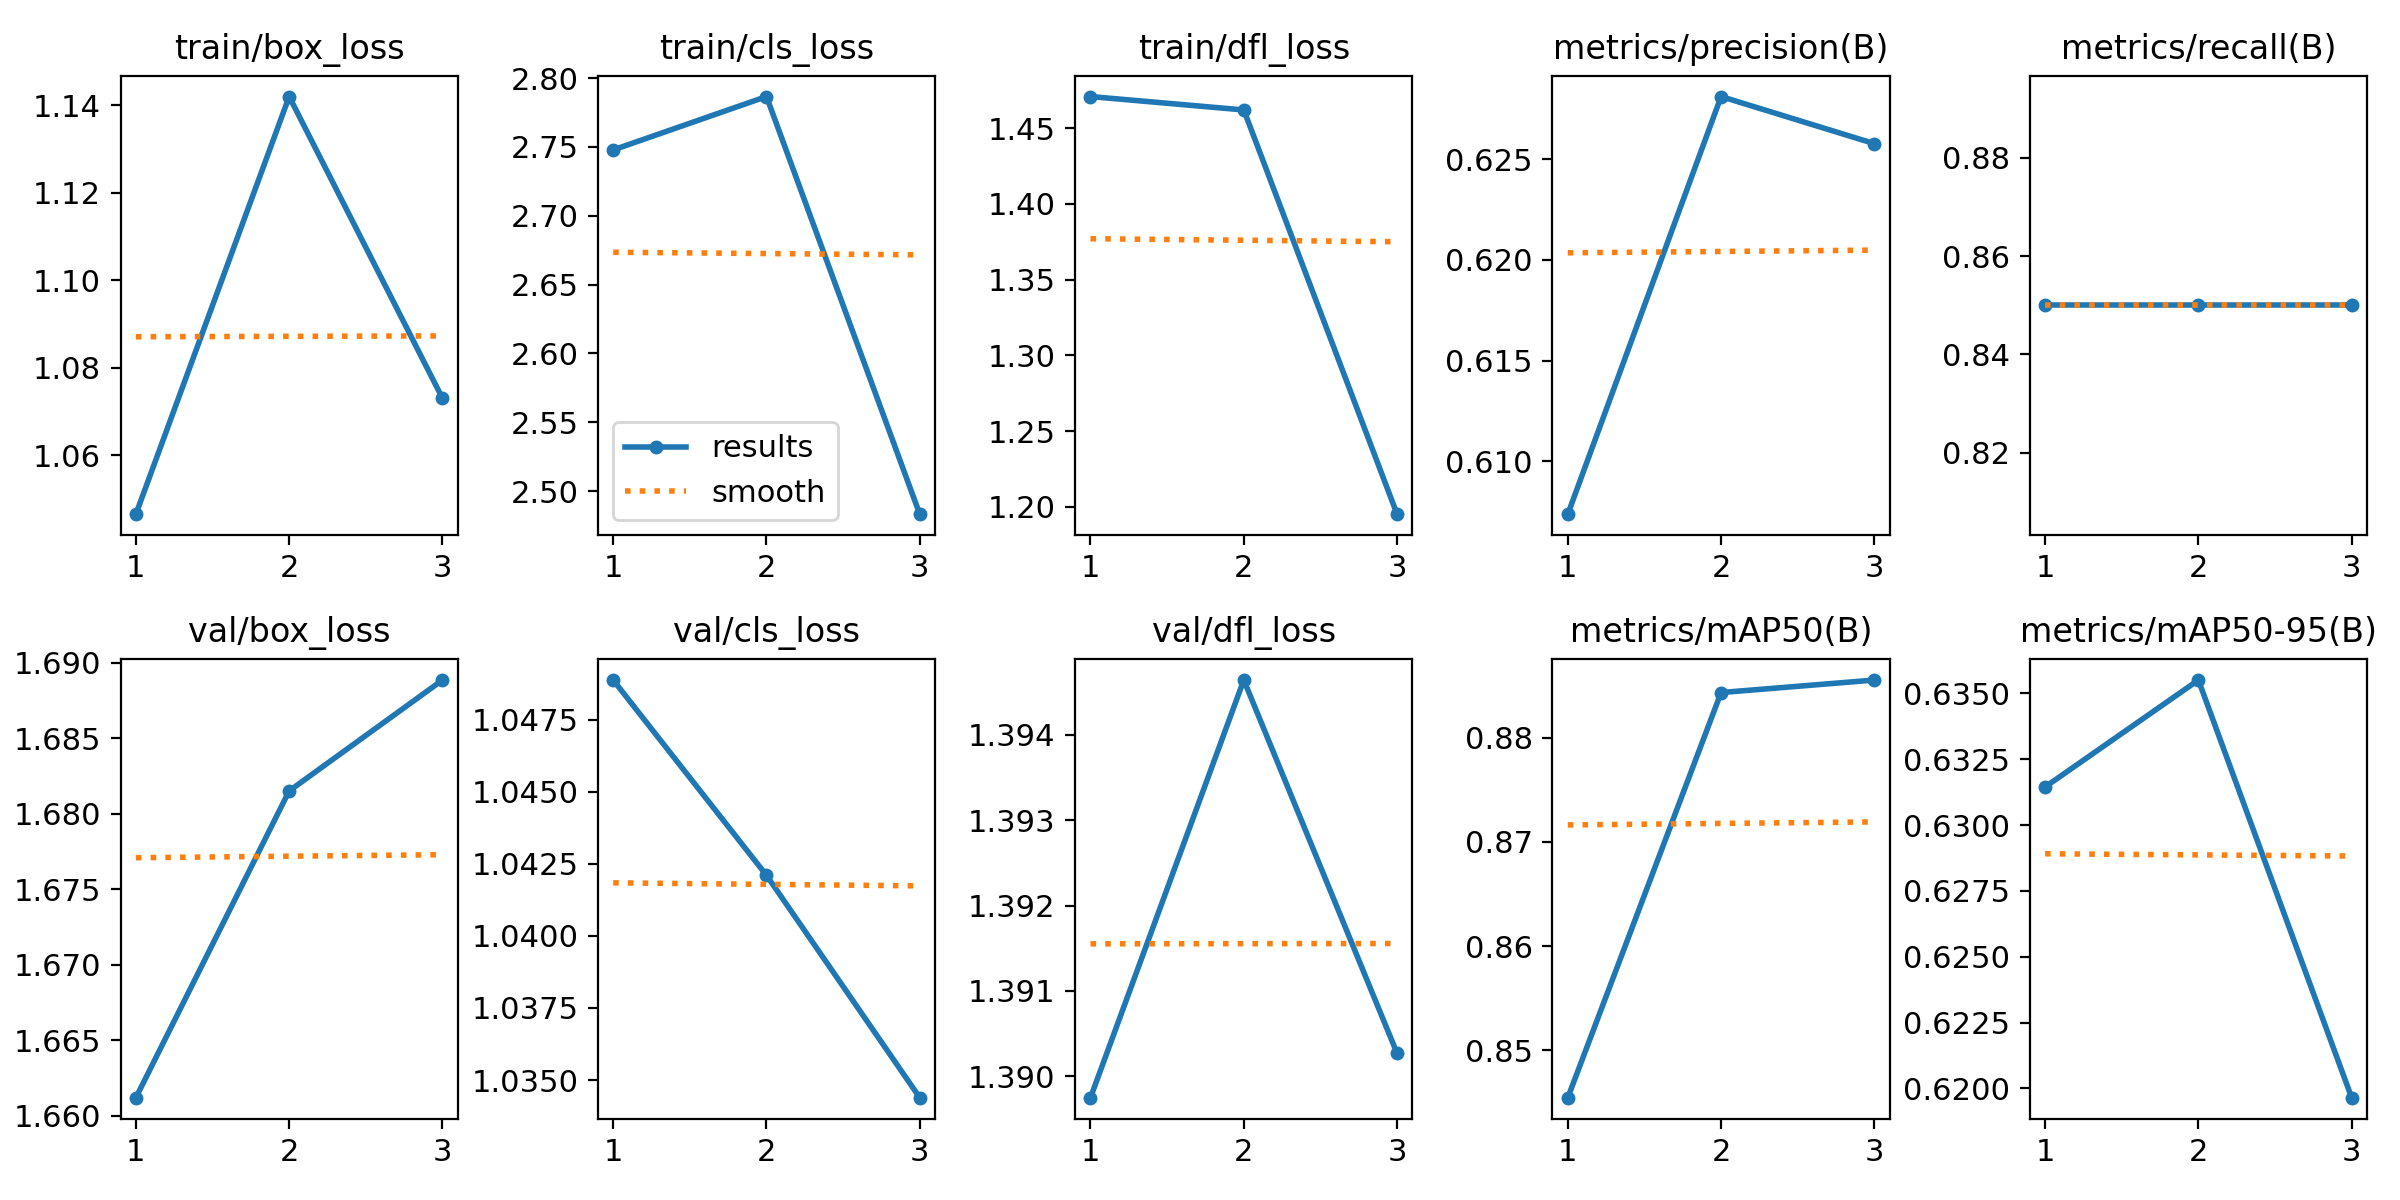 train/box_loss
1.14
1.12
1.10
1.08
1.06
1 2 3
train/cls_loss
2.80
2.75
2.70
2.65
2.60
2.55
2.50
results
smooth
1 2 3
train/dfl_loss
1.45
1.40
1.35
1.30
1.25
1.20
1 2 3
metrics/precision(B)
0.625
0.620
0.615
0.610
1 2 3
metrics/recall(B)
0.88
0.86
0.84
0.82
1 2 3
val/box_loss
1.690
1.685
1.680
1.675
1.670
1.665
1.660
1 2 3
val/cls_loss
1.0475
1.0450
1.0425
1.0400
1.0375
1.0350
1 2 3
val/dfl_loss
1.394
1.393
1.392
1.391
1.390
1 2 3
metrics/mAP50(B)
0.88
0.87
0.86
0.85
1 2 3
metrics/mAP50-95(B)
0.6350
0.6325
0.6300
0.6275
0.6250
0.6225
0.6200
1 2 3